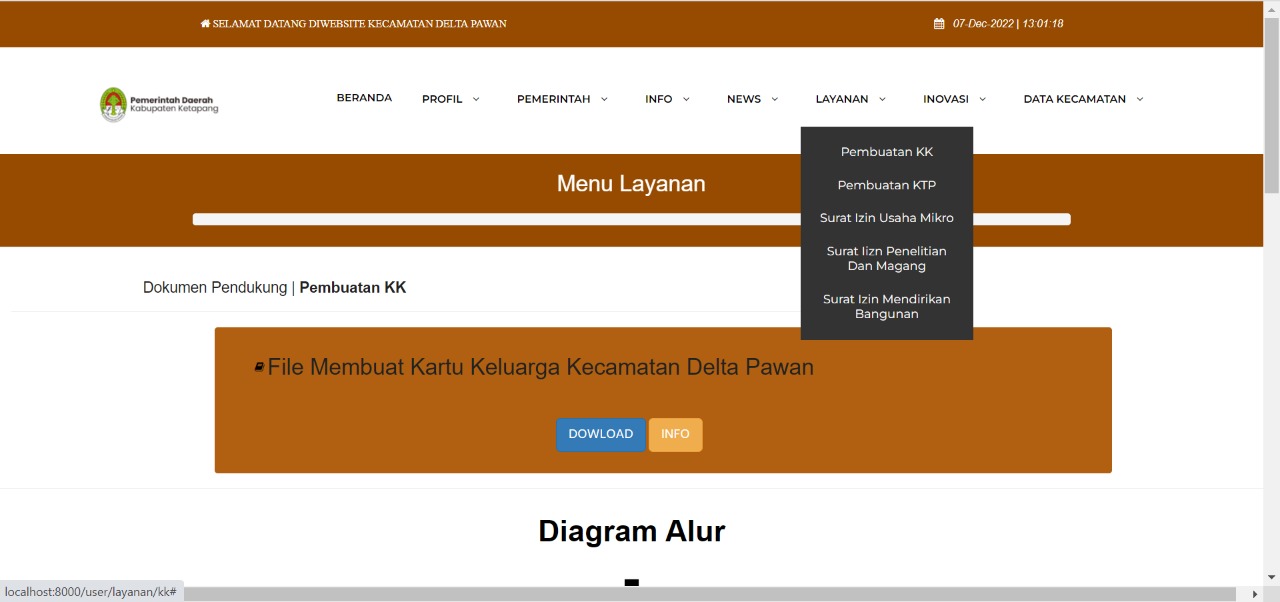 SELAMAT DATANG DIWEBSITE KECAMATAN DELTA PAWAN
07-Dec-2022 | 13:01:18
Pemerintah Daerah
Kabupaten Ketapang
BERANDA PROFIL PEMERINTAH INFO NEWS LAYANAN INOVASI DATA KECAMATAN
Pembuatan KK
Pembuatan KTP
Surat Izin Usaha Mikro
Surat Iizn Penelitian
Dan Magang
Surat Izin Mendirikan
Bangunan
Menu Layanan
Dokumen Pendukung | Pembuatan KK
File Membuat Kartu Keluarga Kecamatan Delta Pawan
DOWLOAD INFO
Diagram Alur
localhost:8000/user/layanan/kk#